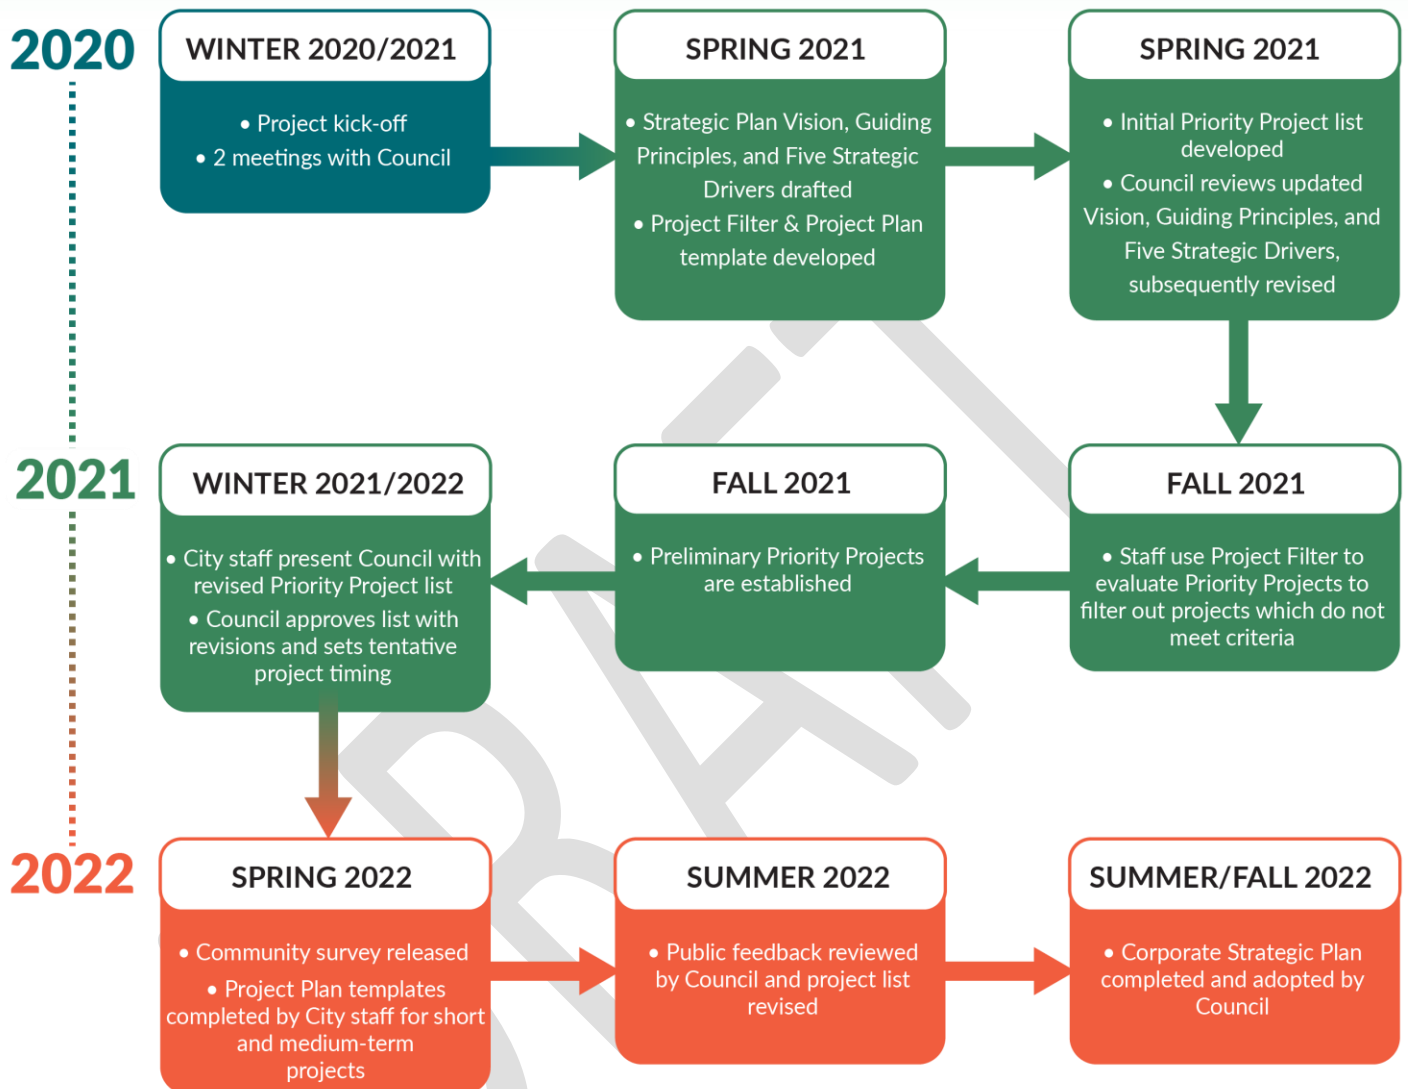 2020
WINTER 2020/2021
• Project kick-off
• 2 meetings with Council
SPRING 2021
• Strategic Plan Vision, Guiding
Principles, and Five Strategic
Drivers drafted
• Project Filter & Project Plan
template developed
SPRING 2021
• Initial Priority Project list
developed
• Council reviews updated
Vision, Guiding Principles, and
Five Strategic Drivers,
subsequently revised
2021
FALL 2021
• Staff use Project Filter to
evaluate Priority Projects to
filter out projects which do not
meet criteria
FALL 2021
• Preliminary Priority Projects
are established
WINTER 2021/2022
• City staff present Council with
revised Priority Project list
• Council approves list with
revisions and sets tentative
project timing
2022
SPRING 2022
• Community survey released
• Project Plan templates
completed by City staff for short
and medium-term
projects
SUMMER 2022
• Public feedback reviewed
by Council and project list
revised
SUMMER/FALL 2022
• Corporate Strategic Plan
completed and adopted by
Council
DRAFT